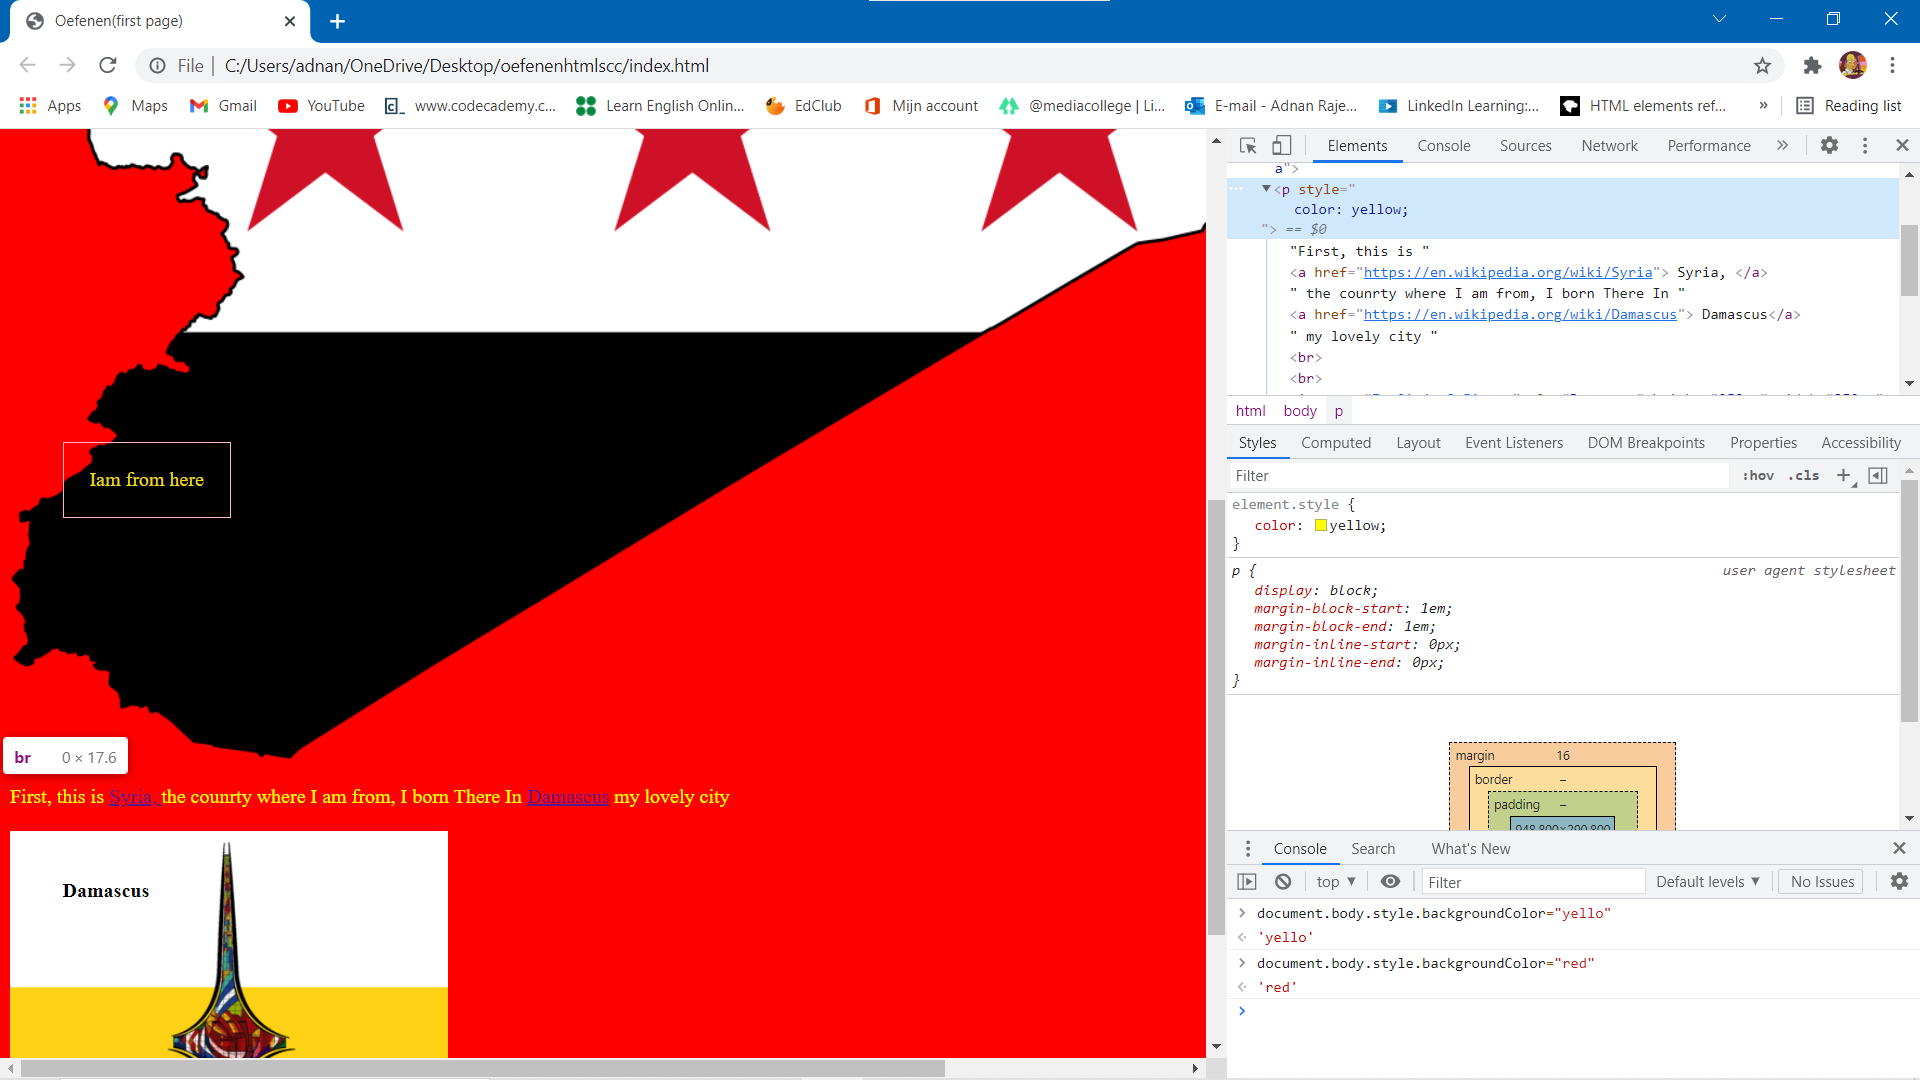 Oefenen(first page)
File | C:/Users/adnan/OneDrive/Desktop/oefenenhtmlscc/index.html
Apps Maps Gmail YouTube www.codecademy.c... Learn English Onlin... EdClub Mijn account @mediacollege | Li... E-mail - Adnan Raje... LinkedIn Learning:... HTML elements ref... » Reading list
Iam from here
br 0 × 17.6
First, this is Syria, the counrty where I am from, I born There In Damascus my lovely city
Damascus
Elements Console Sources Network Performance »
a">
<p style="
color: yellow;
"> == $0
"First, this is "
<a href="https://en.wikipedia.org/wiki/Syria"> Syria, </a>
" the counrty where I am from, I born There In "
<a href="https://en.wikipedia.org/wiki/Damascus"> Damascus</a>
" my lovely city "
<br>
<br>
html body p
Styles Computed Layout Event Listeners DOM Breakpoints Properties Accessibility
Filter :hov .cls +
element.style {
color: yellow;
}
p { user agent stylesheet
display: block;
margin-block-start: 1em;
margin-block-end: 1em;
margin-inline-start: 0px;
margin-inline-end: 0px;
}
margin 16
border –
padding –
948.800×290.800
Console Search What's New
top ▼ Filter Default levels ▼ No Issues
> document.body.style.backgroundColor="yello"
'yello'
> document.body.style.backgroundColor="red"
'red'
>